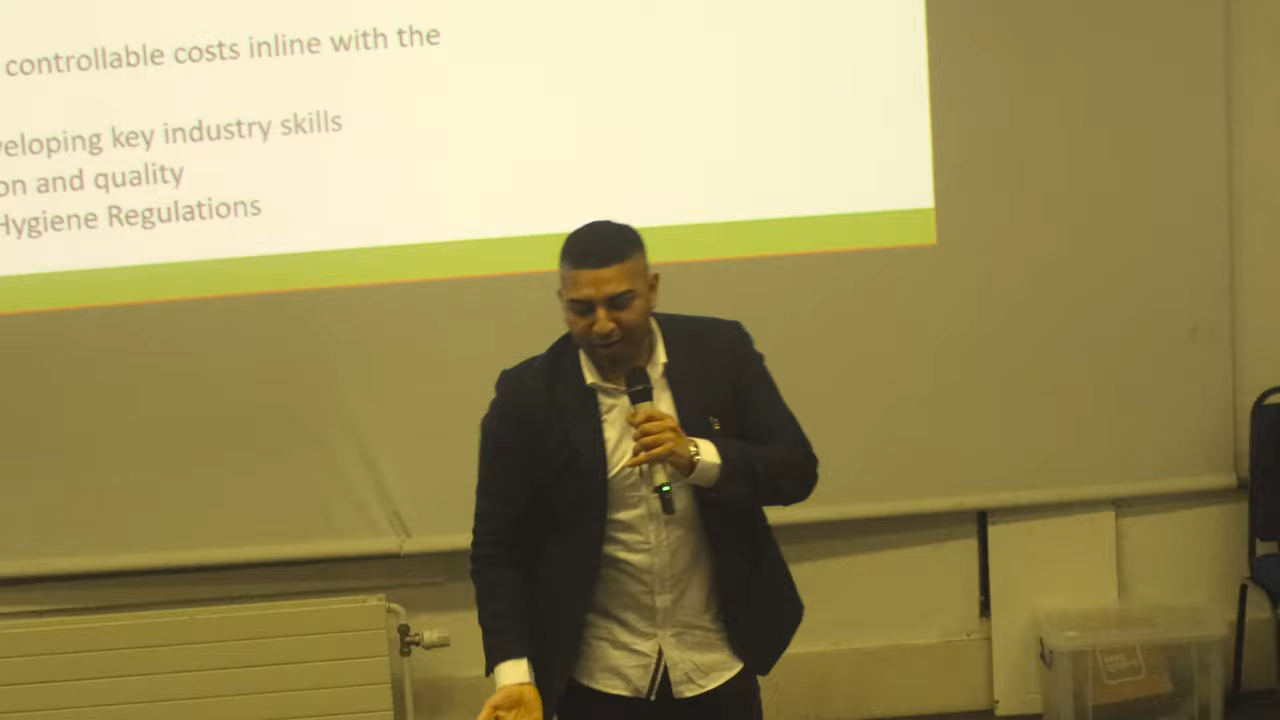 controllable costs inline with the
veloping key industry skills
on and quality
Hygiene Regulations